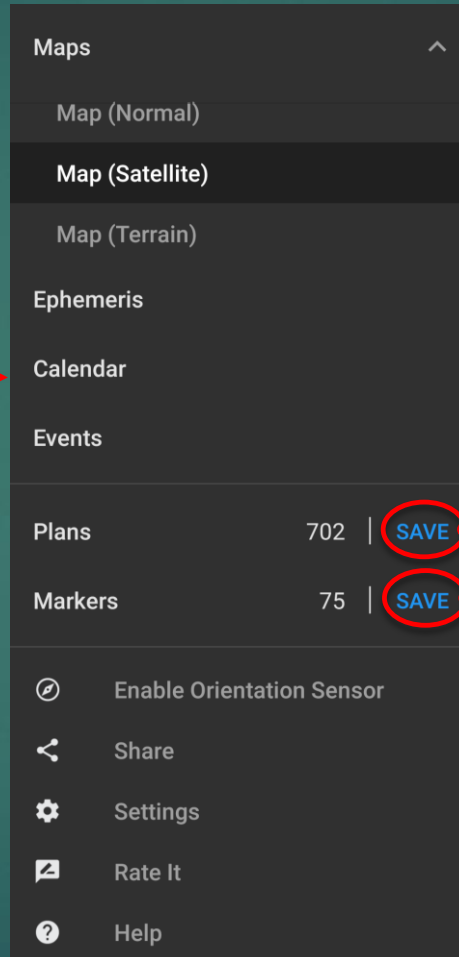 Maps
Map (Normal)
Map (Satellite)
Map (Terrain)
Ephemeris
Calendar
Events
Plans 702 | SAVE
Markers 75 | SAVE
Enable Orientation Sensor
Share
Settings
Rate It
Help